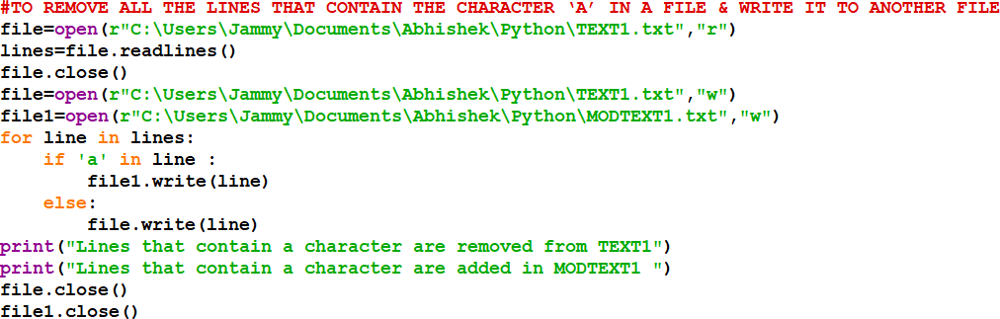 #TO REMOVE ALL THE LINES THAT CONTAIN THE CHARACTER ‘A’ IN A FILE & WRITE IT TO ANOTHER FILE
file=open(r"C:\Users\Jammy\Documents\Abhishek\Python\TEXT1.txt","r")
lines=file.readlines()
file.close()
file=open(r"C:\Users\Jammy\Documents\Abhishek\Python\TEXT1.txt","w")
file1=open(r"C:\Users\Jammy\Documents\Abhishek\Python\MODTEXT1.txt","w")
for line in lines:
    if 'a' in line :
        file1.write(line)
    else:
        file.write(line)
print("Lines that contain a character are removed from TEXT1")
print("Lines that contain a character are added in MODTEXT1 ")
file.close()
file1.close()